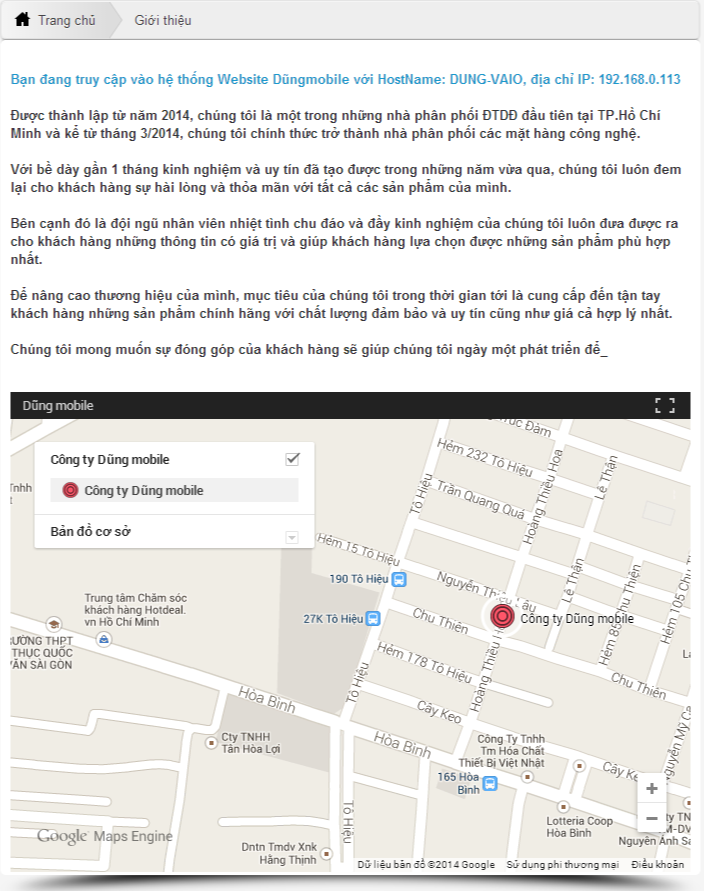 Trang chủ Giới thiệu
Bạn đang truy cập vào hệ thống Website Dũngmobile với HostName: DUNG-VAIO, địa chỉ IP: 192.168.0.113
Được thành lập từ năm 2014, chúng tôi là một trong những nhà phân phối ĐTDĐ đầu tiên tại TP.Hồ Chí
Minh và kể từ tháng 3/2014, chúng tôi chính thức trở thành nhà phân phối các mặt hàng công nghệ.
Với bề dày gần 1 tháng kinh nghiệm và uy tín đã tạo được trong những năm vừa qua, chúng tôi luôn đem
lại cho khách hàng sự hài lòng và thỏa mãn với tất cả các sản phẩm của mình.
Bên cạnh đó là đội ngũ nhân viên nhiệt tình chu đáo và đầy kinh nghiệm của chúng tôi luôn đưa được ra
cho khách hàng những thông tin có giá trị và giúp khách hàng lựa chọn được những sản phẩm phù hợp
nhất.
Để nâng cao thương hiệu của mình, mục tiêu của chúng tôi trong thời gian tới là cung cấp đến tận tay
khách hàng những sản phẩm chính hãng với chất lượng đảm bảo và uy tín cũng như giá cả hợp lý nhất.
Chúng tôi mong muốn sự đóng góp của khách hàng sẽ giúp chúng tôi ngày một phát triển để_
Dũng mobile
Công ty Dũng mobile
Công ty Dũng mobile
Bản đồ cơ sở
Tnhh
Trúc Đàm
Hẻm 232 Tô Hiệu
Trần Quang Quá
Hoàng Thiều Hoa
Lê Thận
Tô Hiệu
Hẻm 15 Tô Hiệu
190 Tô Hiệu
27K Tô Hiệu
Nguyễn Thiệu Lâu
Chu Thiên
Công ty Dũng mobile
Lê Thận
Hẻm 85 Chu Thiên
Hẻm 105 Chu T
Trung tâm Chăm sóc
khách hàng Hotdeal.
vn Hồ Chí Minh
ƯỜNG THPT
THỤC QUỐC
VĂN SÀI GÒN
Hẻm 178 Tô Hiệu
Hoàng Thiều H
Chu Thiên
Tô Hiệu
Hòa Bình
Cây Keo
Cty TNHH
Tân Hòa Lợi
Hòa Bình
Công Ty Tnhh
Tm Hóa Chất
Thiết Bị Việt Nhật
165 Hòa
Bình
Cây Ke
guyễn Mỹ Ca
Lotteria Coop
Hòa Bình
ty TN
M-DV
Nguyễn Ảnh Sa
Tô Hiệu
Dntn Tmdv Xnk
Hằng Thịnh
Google Maps Engine
Dữ liệu bản đồ ©2014 Google Sử dụng phi thương mại Điều khoản